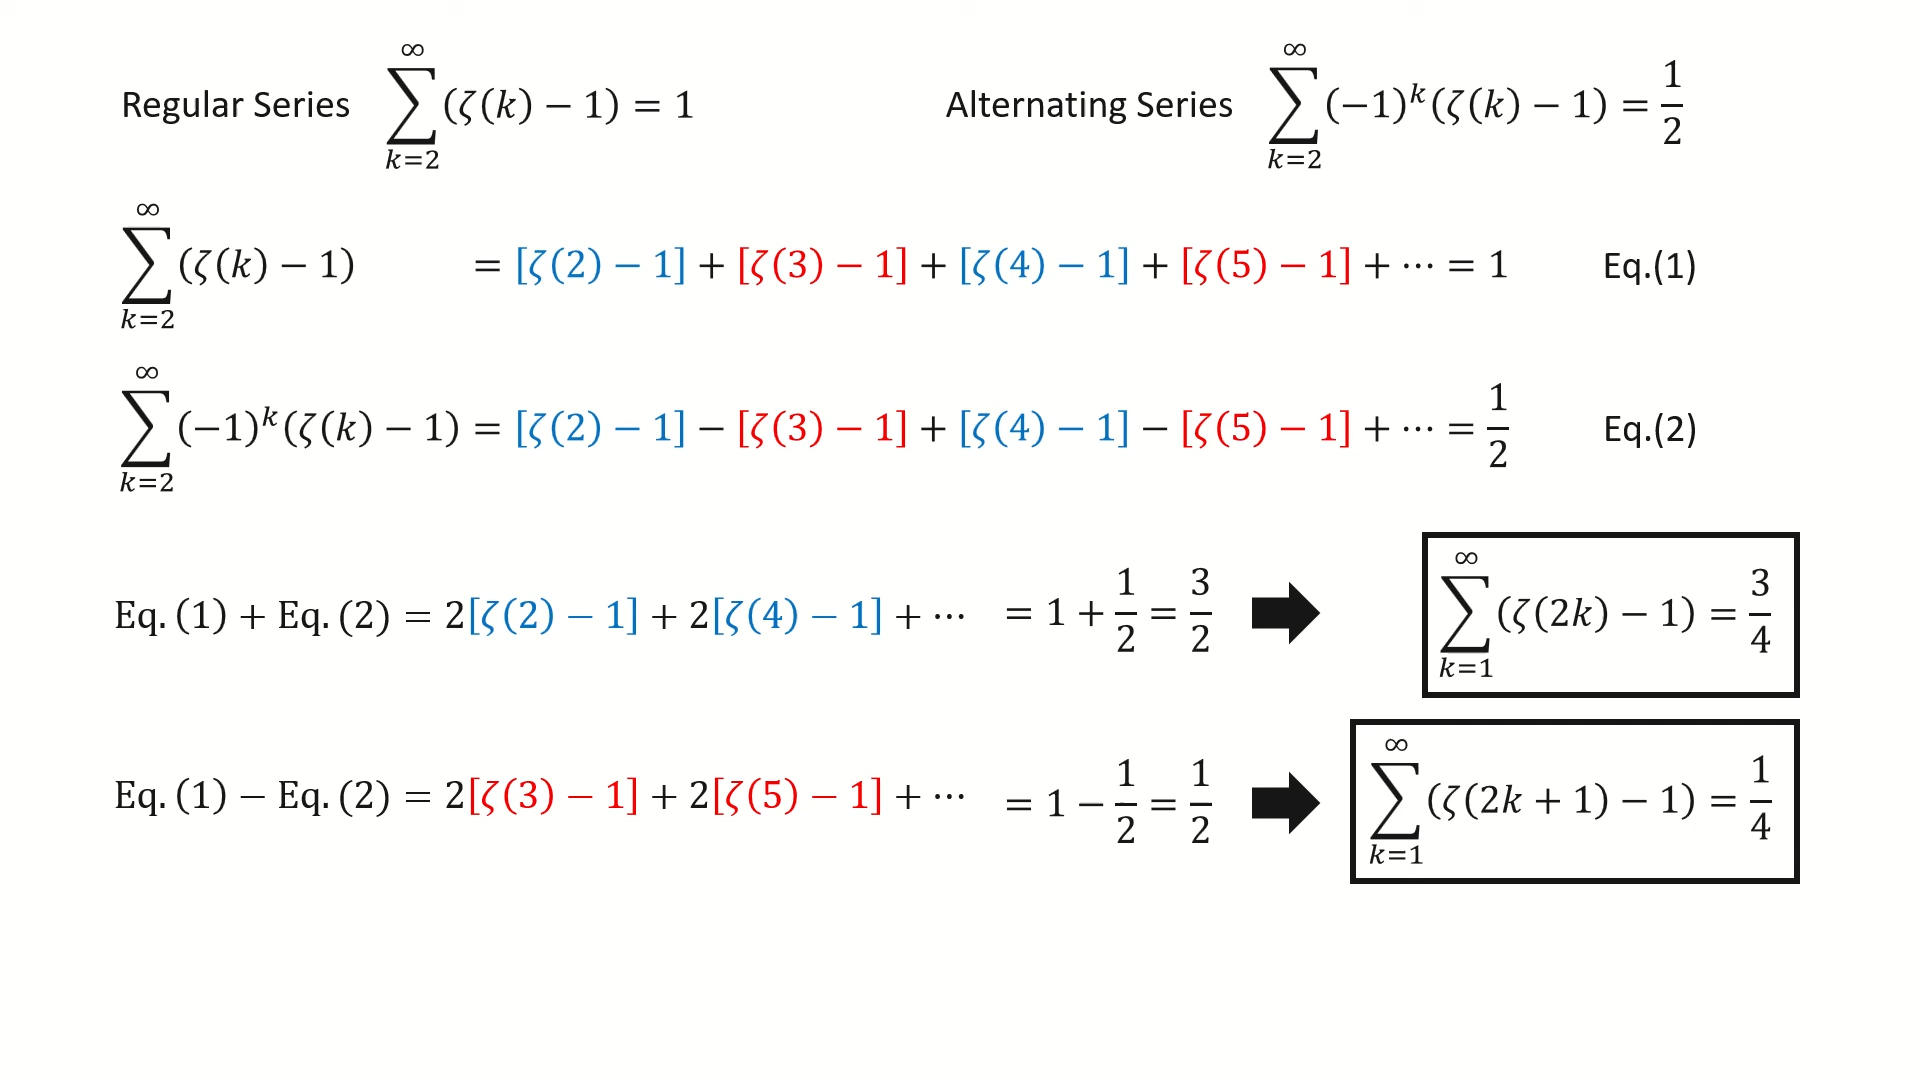 Regular Series ∑_{k=2}^{∞} (ζ(k) − 1) = 1
Alternating Series ∑_{k=2}^{∞} (−1)^k (ζ(k) − 1) = 1/2
∑_{k=2}^{∞} (ζ(k) − 1) = [ζ(2) − 1] + [ζ(3) − 1] + [ζ(4) − 1] + [ζ(5) − 1] + ⋯ = 1 Eq.(1)
∑_{k=2}^{∞} (−1)^k (ζ(k) − 1) = [ζ(2) − 1] − [ζ(3) − 1] + [ζ(4) − 1] − [ζ(5) − 1] + ⋯ = 1/2 Eq.(2)
Eq. (1) + Eq. (2) = 2[ζ(2) − 1] + 2[ζ(4) − 1] + ⋯ = 1 + 1/2 = 3/2 ∑_{k=1}^{∞} (ζ(2k) − 1) = 3/4
Eq. (1) − Eq. (2) = 2[ζ(3) − 1] + 2[ζ(5) − 1] + ⋯ = 1 − 1/2 = 1/2 ∑_{k=1}^{∞} (ζ(2k + 1) − 1) = 1/4